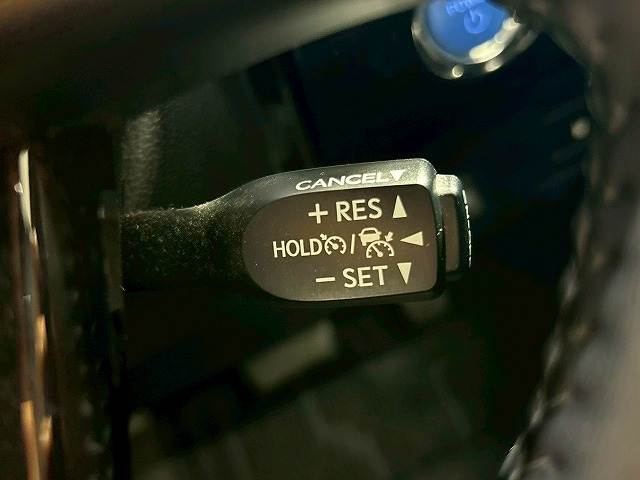 CANCEL▼
+ RES ▲
HOLD / ◀
− SET ▼